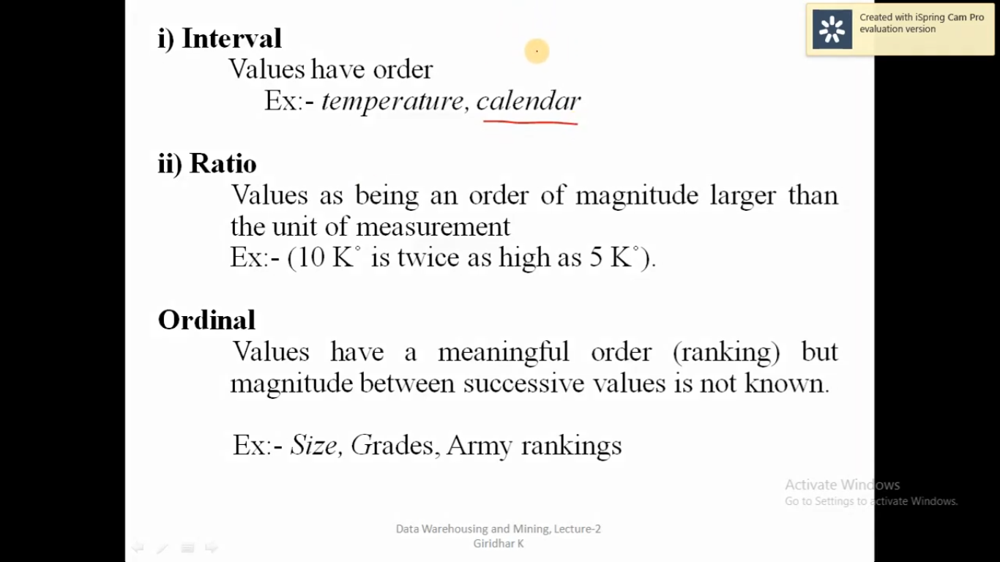 Created with iSpring Cam Pro
evaluation version
i) Interval
Values have order
Ex:- temperature, calendar
ii) Ratio
Values as being an order of magnitude larger than
the unit of measurement
Ex:- (10 K˚ is twice as high as 5 K˚).
Ordinal
Values have a meaningful order (ranking) but
magnitude between successive values is not known.
Ex:- Size, Grades, Army rankings
Activate Windows
Go to Settings to activate Windows.
Data Warehousing and Mining, Lecture-2
Giridhar K